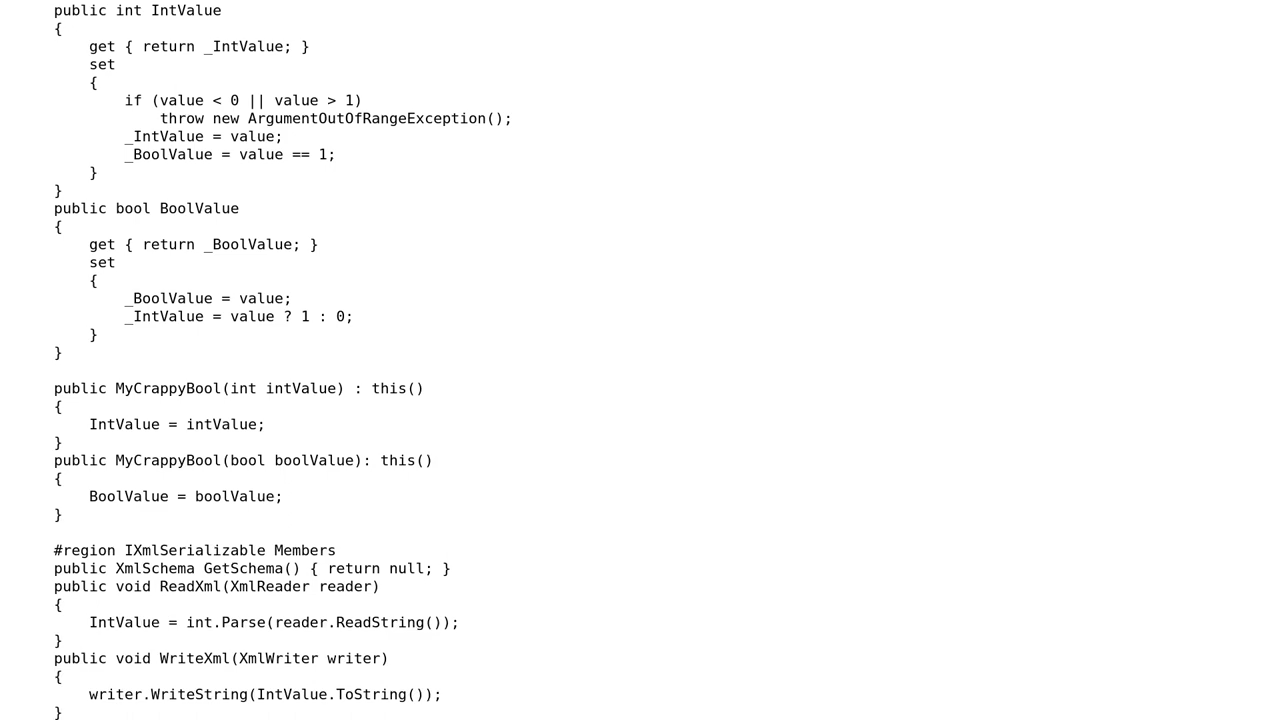 public int IntValue
{
    get { return _IntValue; }
    set
    {
        if (value < 0 || value > 1)
            throw new ArgumentOutOfRangeException();
        _IntValue = value;
        _BoolValue = value == 1;
    }
}
public bool BoolValue
{
    get { return _BoolValue; }
    set
    {
        _BoolValue = value;
        _IntValue = value ? 1 : 0;
    }
}

public MyCrappyBool(int intValue) : this()
{
    IntValue = intValue;
}
public MyCrappyBool(bool boolValue): this()
{
    BoolValue = boolValue;
}

#region IXmlSerializable Members
public XmlSchema GetSchema() { return null; }
public void ReadXml(XmlReader reader)
{
    IntValue = int.Parse(reader.ReadString());
}
public void WriteXml(XmlWriter writer)
{
    writer.WriteString(IntValue.ToString());
}